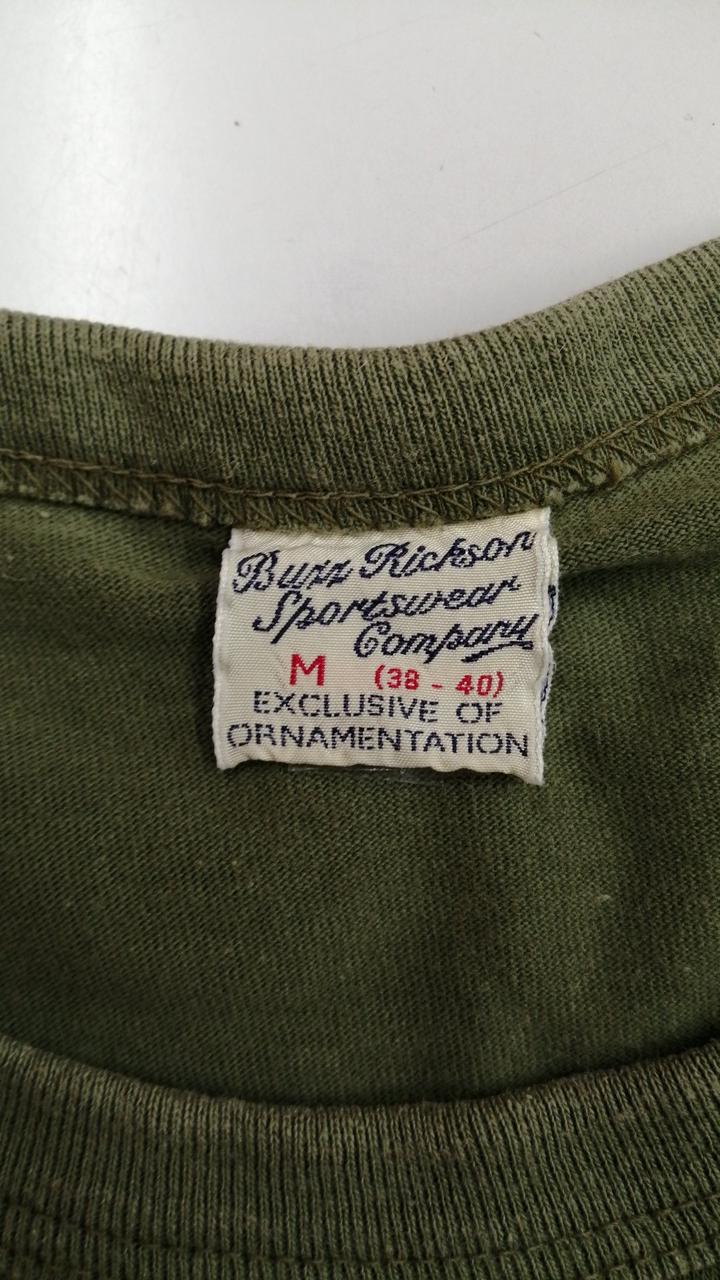 Buzz Rickson
Sportswear
Company
M (38 - 40)
EXCLUSIVE OF
ORNAMENTATION